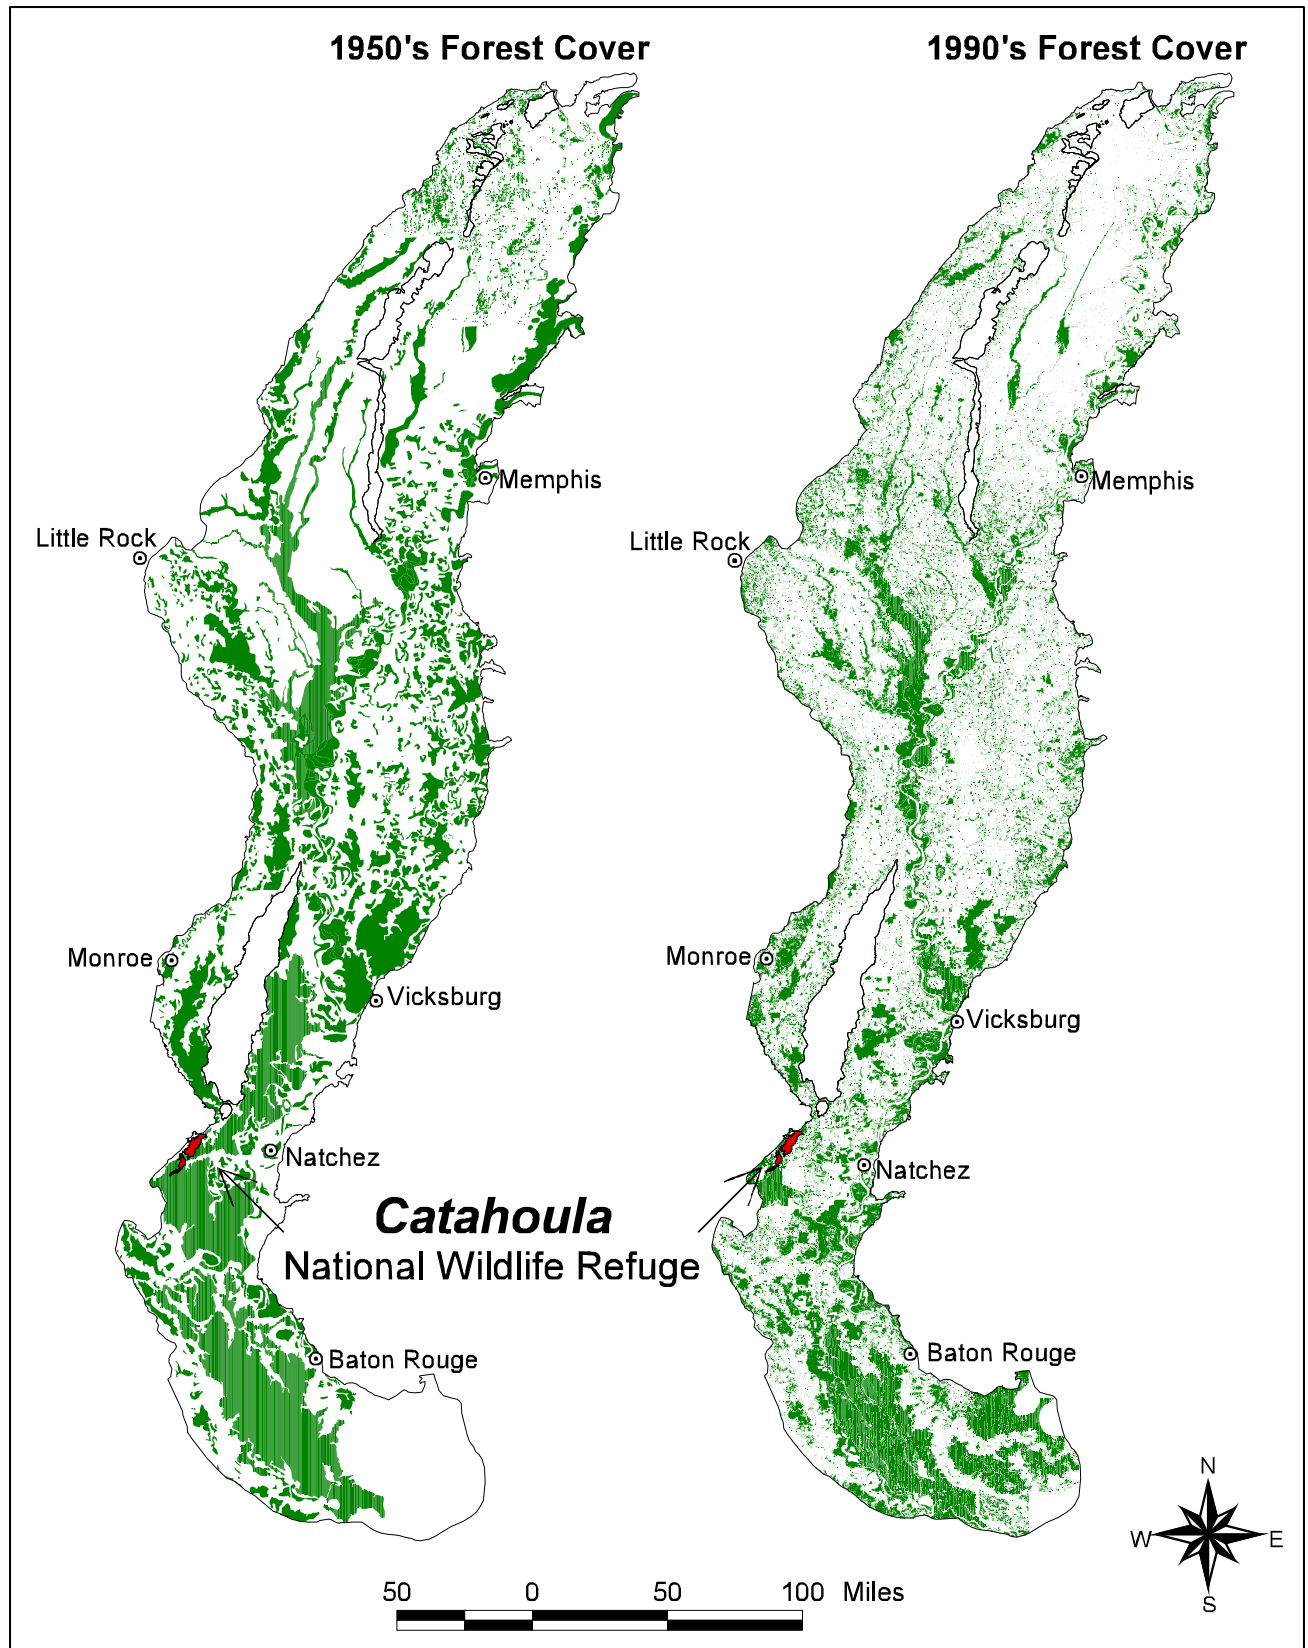 1950's Forest Cover
1990's Forest Cover
Memphis
Little Rock
Monroe
Vicksburg
Natchez
Baton Rouge
Memphis
Little Rock
Monroe
Vicksburg
Natchez
Baton Rouge
Catahoula
National Wildlife Refuge
N
W
E
S
50 0 50 100 Miles